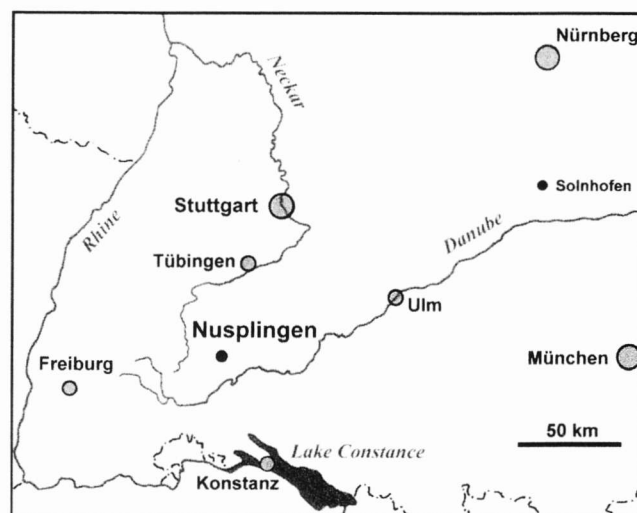 Nürnberg
Neckar
Solnhofen
Stuttgart
Rhine
Danube
Tübingen
Ulm
Nusplingen
München
Freiburg
50 km
Lake Constance
Konstanz